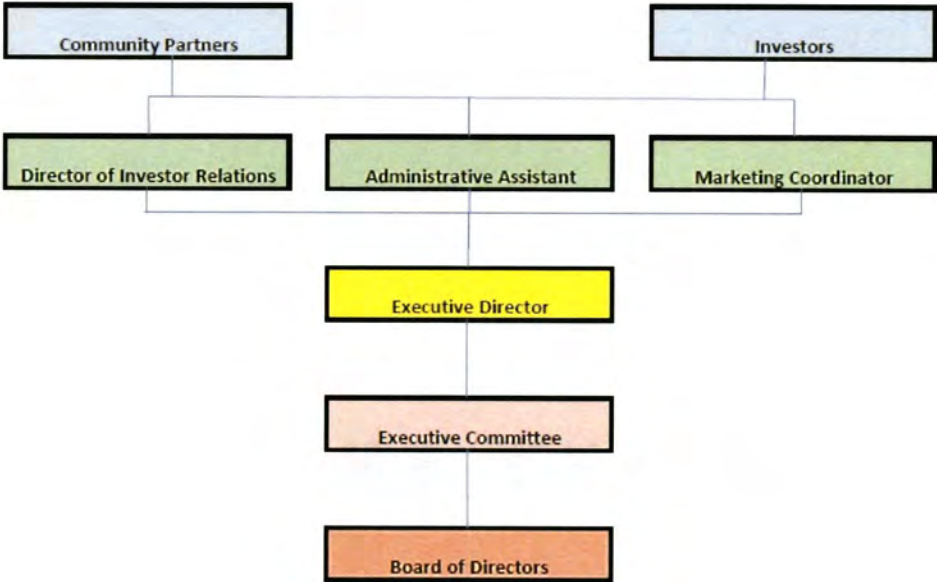 Community Partners
Investors
Director of Investor Relations
Administrative Assistant
Marketing Coordinator
Executive Director
Executive Committee
Board of Directors